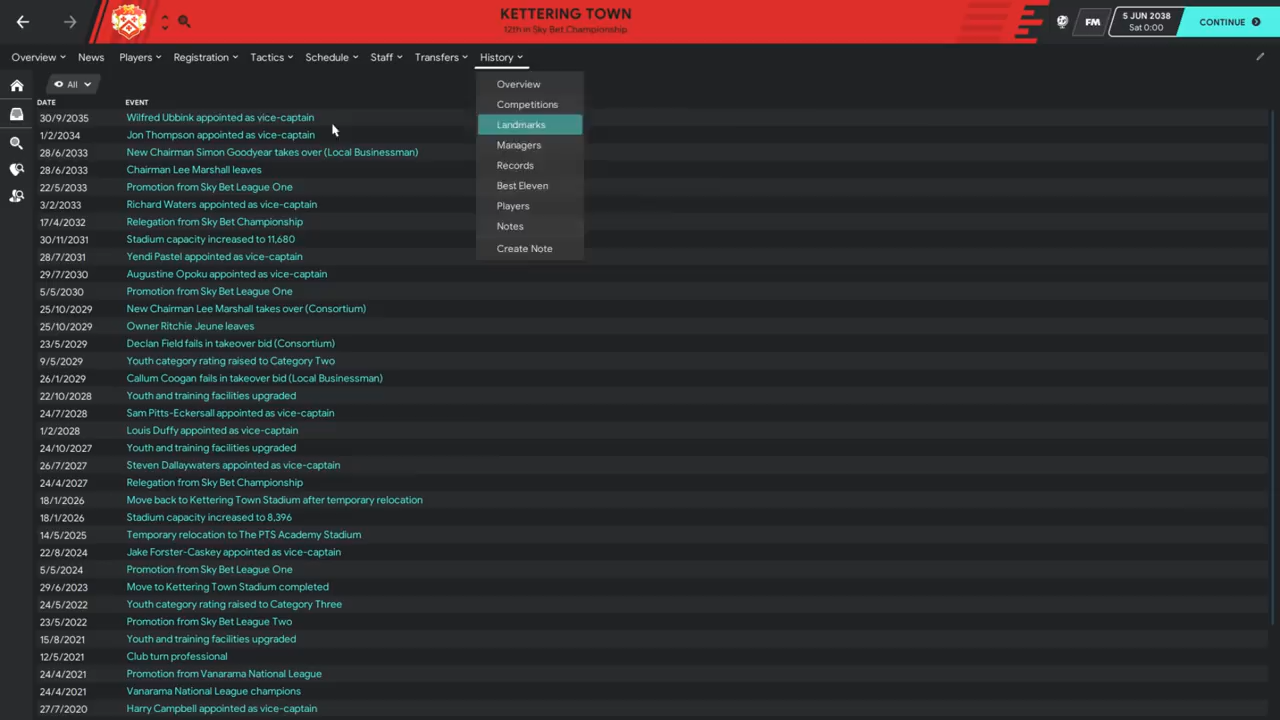 KETTERING TOWN
12th in Sky Bet Championship
FM
5 JUN 2038
Sat 0:00
CONTINUE
Overview
News
Players
Registration
Tactics
Schedule
Staff
Transfers
History
All
Overview
Competitions
Landmarks
Managers
Records
Best Eleven
Players
Notes
Create Note
DATE EVENT
30/9/2035 Wilfred Ubbink appointed as vice-captain
1/2/2034 Jon Thompson appointed as vice-captain
28/6/2033 New Chairman Simon Goodyear takes over (Local Businessman)
28/6/2033 Chairman Lee Marshall leaves
22/5/2033 Promotion from Sky Bet League One
3/2/2033 Richard Waters appointed as vice-captain
17/4/2032 Relegation from Sky Bet Championship
30/11/2031 Stadium capacity increased to 11,680
28/7/2031 Yendi Pastel appointed as vice-captain
29/7/2030 Augustine Opoku appointed as vice-captain
5/5/2030 Promotion from Sky Bet League One
25/10/2029 New Chairman Lee Marshall takes over (Consortium)
25/10/2029 Owner Ritchie Jeune leaves
23/5/2029 Declan Field fails in takeover bid (Consortium)
9/5/2029 Youth category rating raised to Category Two
26/1/2029 Callum Coogan fails in takeover bid (Local Businessman)
22/10/2028 Youth and training facilities upgraded
24/7/2028 Sam Pitts-Eckersall appointed as vice-captain
1/2/2028 Louis Duffy appointed as vice-captain
24/10/2027 Youth and training facilities upgraded
26/7/2027 Steven Dallaywaters appointed as vice-captain
24/4/2027 Relegation from Sky Bet Championship
18/1/2026 Move back to Kettering Town Stadium after temporary relocation
18/1/2026 Stadium capacity increased to 8,396
14/5/2025 Temporary relocation to The PTS Academy Stadium
22/8/2024 Jake Forster-Caskey appointed as vice-captain
5/5/2024 Promotion from Sky Bet League One
29/6/2023 Move to Kettering Town Stadium completed
24/5/2022 Youth category rating raised to Category Three
23/5/2022 Promotion from Sky Bet League Two
15/8/2021 Youth and training facilities upgraded
12/5/2021 Club turn professional
24/4/2021 Promotion from Vanarama National League
24/4/2021 Vanarama National League champions
27/7/2020 Harry Campbell appointed as vice-captain